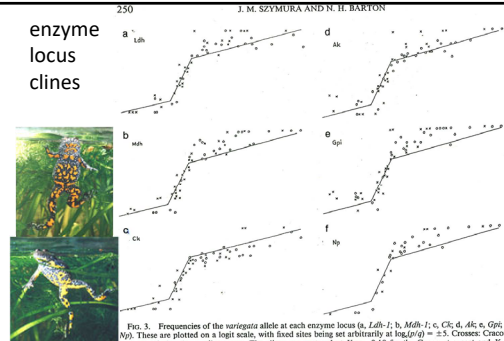 250
J. M. SZYMURA AND N. H. BARTON
enzyme
locus
clines
a
Ldh
d
Ak
b
Mdh
e
Gpi
c
Ck
f
Np
FIG. 3. Frequencies of the variegata allele at each enzyme locus (a, Ldh-1; b, Mdh-1; c, Ck; d, Ak; e, Gpi;
Np). These are plotted on a logit scale, with fixed sites being set arbitrarily at logₑ(p/q) = ±5. Crosses: Craco